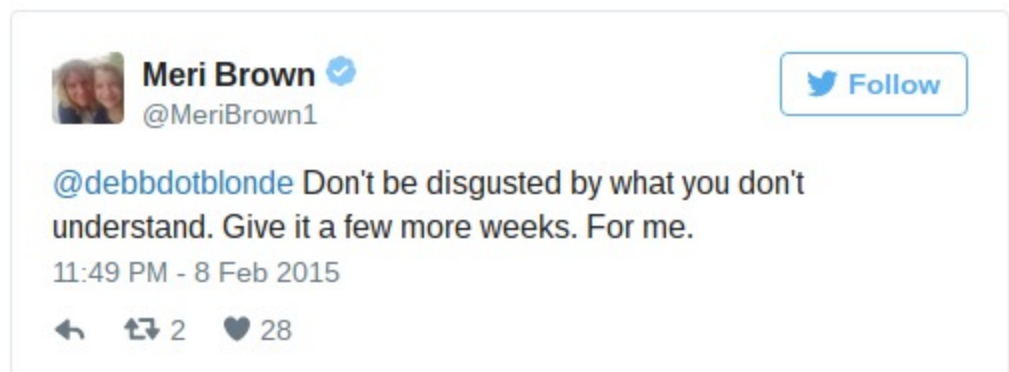 Meri Brown
@MeriBrown1
Follow
@debbdotblonde Don't be disgusted by what you don't
understand. Give it a few more weeks. For me.
11:49 PM - 8 Feb 2015
2 28